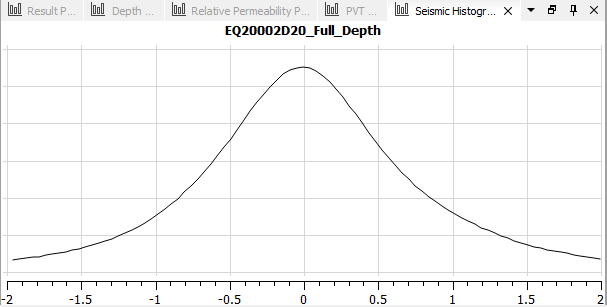 Result P... Depth ... Relative Permeability P... PVT ... Seismic Histogr...
EQ20002D20_Full_Depth
-2 -1.5 -1 -0.5 0 0.5 1 1.5 2